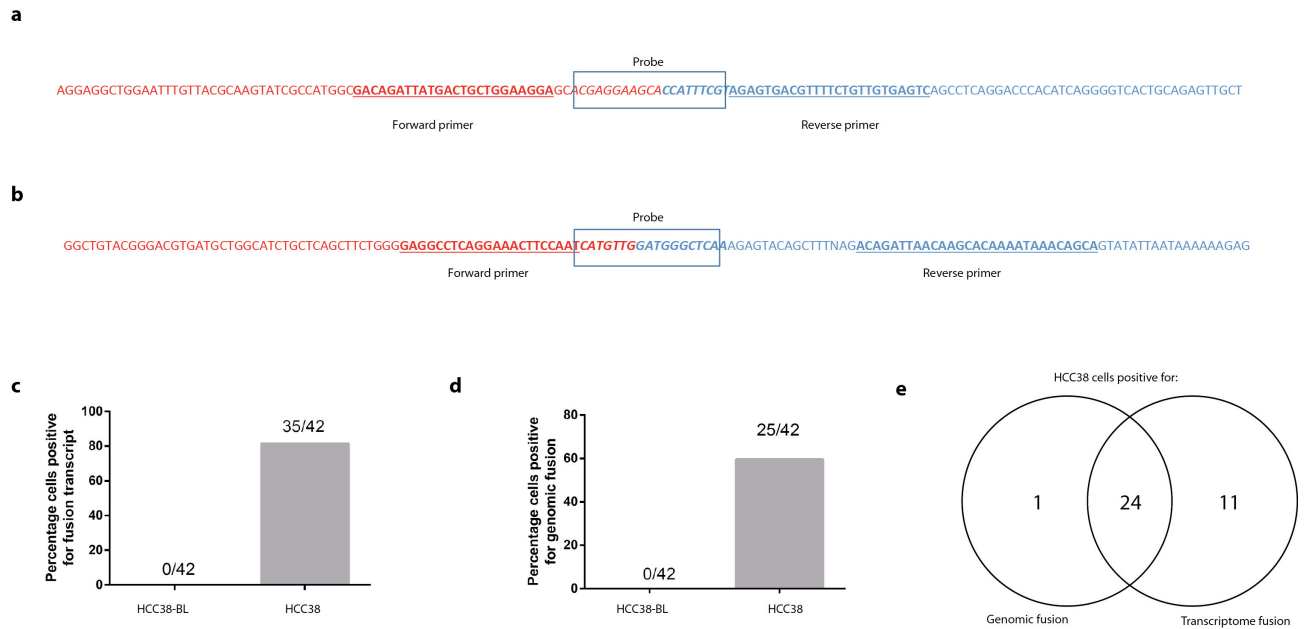 a
Probe
AGGAGGCTGGAATTTGTTACGCAAGTATCGCCATGGCGACAGATTATGACTGCTGGAAGGAGCACGAGGAAGCACCATTTCGTAGAGTGACGTTTTCTGTTGTGAGTCAGCCTCAGGACCCACATCAGGGGTCACTGCAGAGTTGCT
Forward primer
Reverse primer
b
Probe
GGCTGTACGGGACGTGATGCTGGCATCTGCTCAGCTTCTGGGGAGGCCTCAGGAAACTTCCAATCATGTTGGATGGGCTCAAAGAGTACAGCTTTNAGACAGATTAACAAGCACAAAATAAACAGCAGTATATTAATAAAAAAGAG
Forward primer
Reverse primer
c
Percentage cells positive
for fusion transcript
100
80
60
40
20
0
35/42
0/42
HCC38-BL
HCC38
d
Percentage cells positive
for genomic fusion
80
60
40
20
0
25/42
0/42
HCC38-BL
HCC38
e
HCC38 cells positive for:
1
24
11
Genomic fusion
Transcriptome fusion